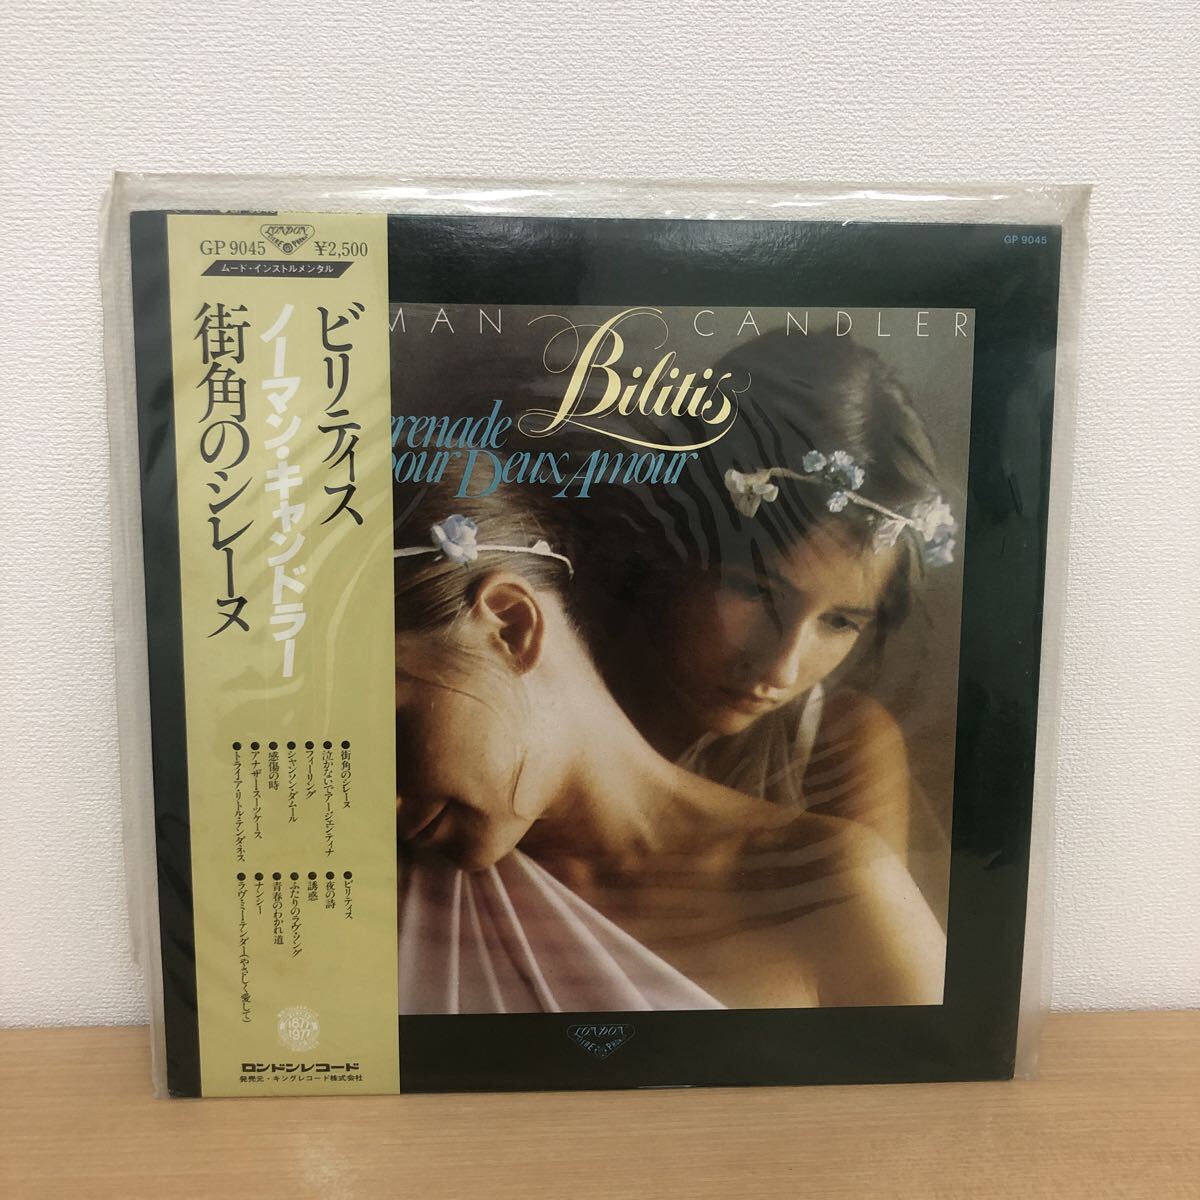 GP 9045
¥2,500
LONDON
ムード・インストルメンタル
ビリティス
ノーマン・キャンドラー
街角のシレーヌ
●街角のシレーヌ
●泣かないでアージェンティナ
●フィーリング
●シャンソン・ダムール
●感傷の時
●アナザー・スーツケース
●トライ・ア・リトル・テンダネス
●ビリティス
●夜の詩
●誘惑
●ふたりのラヴ・ソング
●青春のわかれ道
●ナンシー
●ラヴ・ミー・テンダー(やさしく愛して)
1877
1977
ロンドンレコード
発売元・キングレコード株式会社
GP 9045
MAN CANDLER
Bilitis
erenade
pour Deux Amour
LONDON